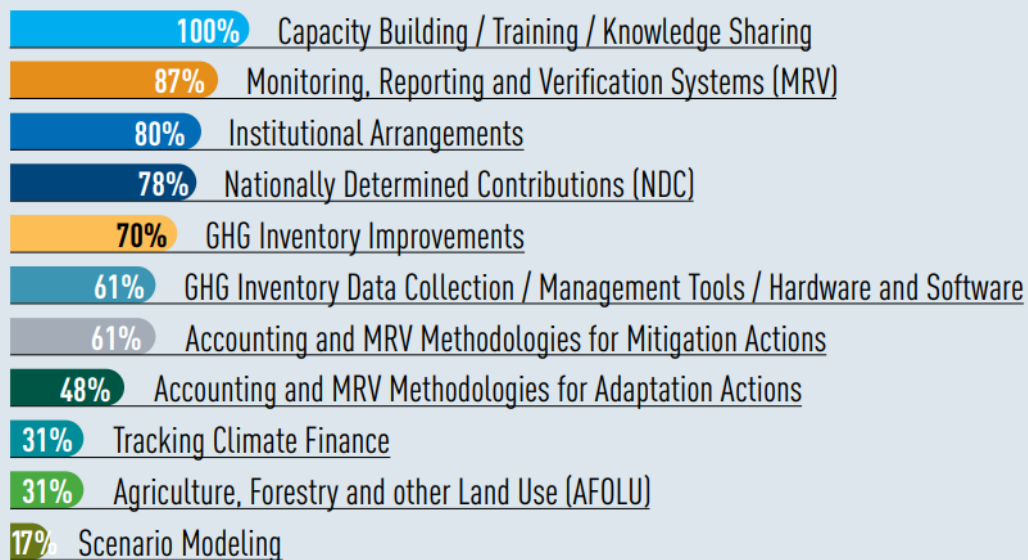 100% Capacity Building / Training / Knowledge Sharing
87% Monitoring, Reporting and Verification Systems (MRV)
80% Institutional Arrangements
78% Nationally Determined Contributions (NDC)
70% GHG Inventory Improvements
61% GHG Inventory Data Collection / Management Tools / Hardware and Software
61% Accounting and MRV Methodologies for Mitigation Actions
48% Accounting and MRV Methodologies for Adaptation Actions
31% Tracking Climate Finance
31% Agriculture, Forestry and other Land Use (AFOLU)
17% Scenario Modeling